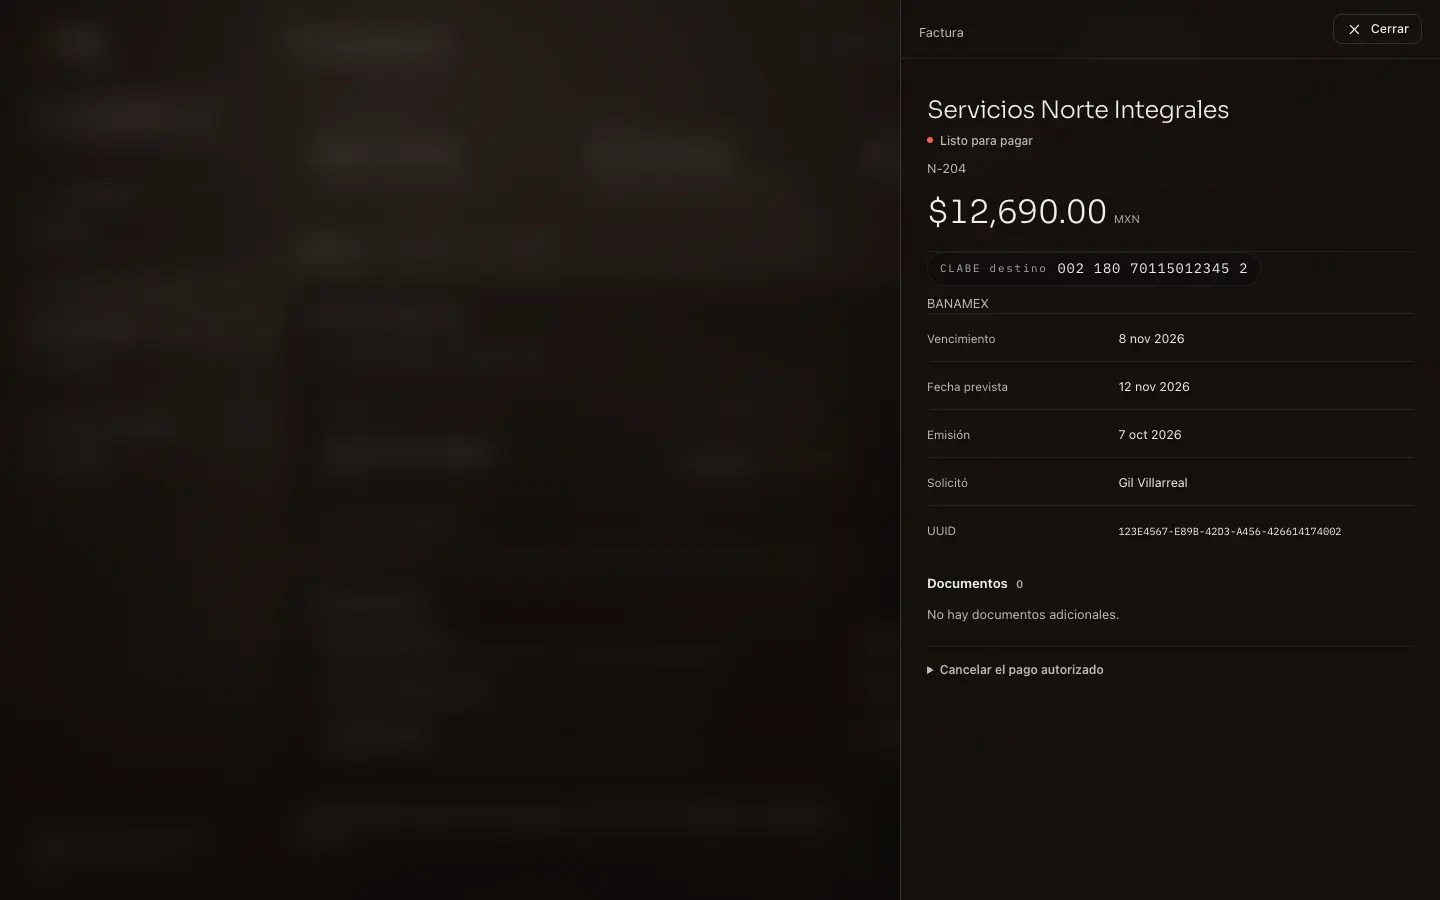 Factura
Cerrar
Servicios Norte Integrales
Listo para pagar
N-204
$12,690.00 MXN
CLABE destino 002 180 70115012345 2
BANAMEX
Vencimiento 8 nov 2026
Fecha prevista 12 nov 2026
Emisión 7 oct 2026
Solicitó Gil Villarreal
UUID 123E4567-E89B-42D3-A456-426614174002
Documentos 0
No hay documentos adicionales.
Cancelar el pago autorizado